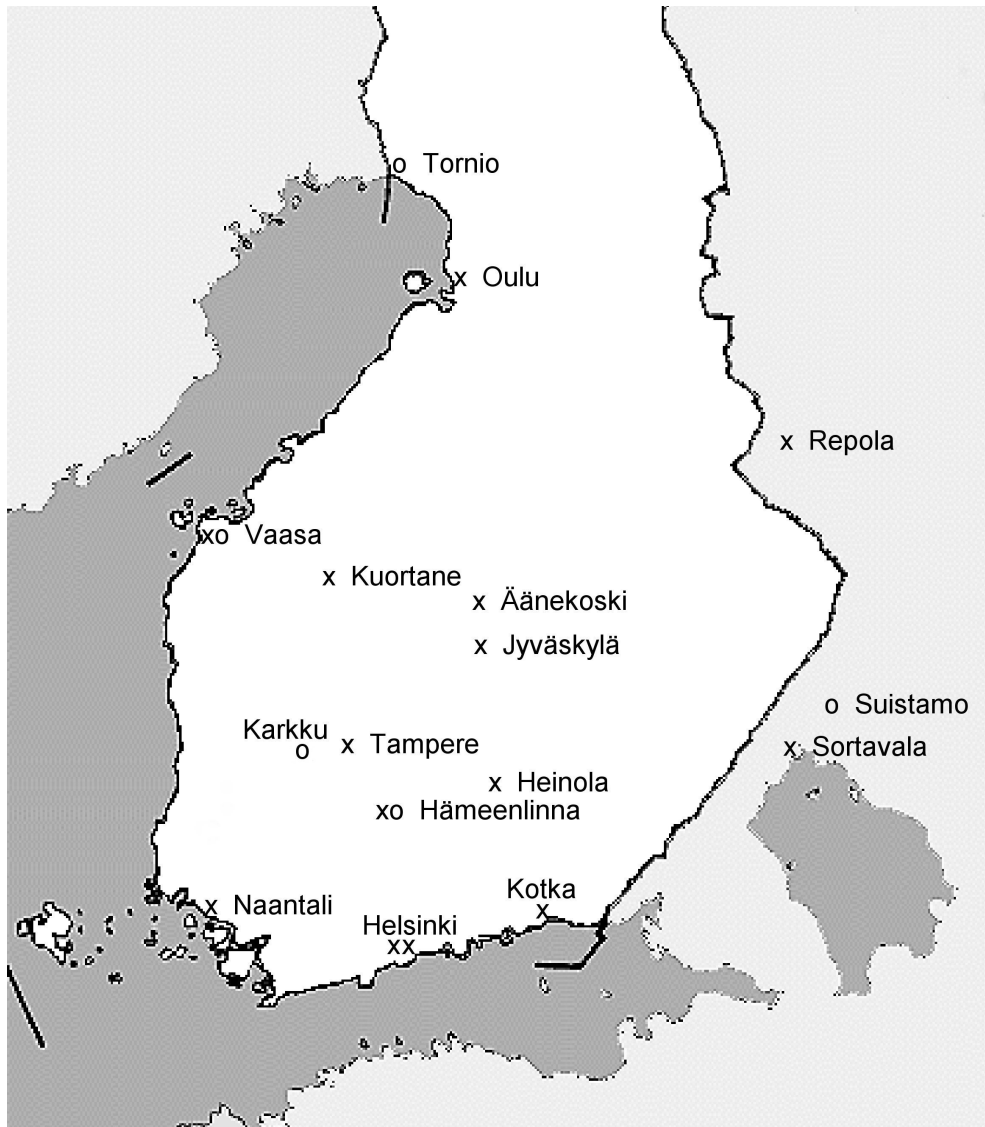 o Tornio
x Oulu
x Repola
xo Vaasa
x Kuortane
x Äänekoski
x Jyväskylä
o Suistamo
Karkku
o
x Tampere
x Sortavala
x Heinola
xo Hämeenlinna
Kotka
x
x Naantali
Helsinki
xx